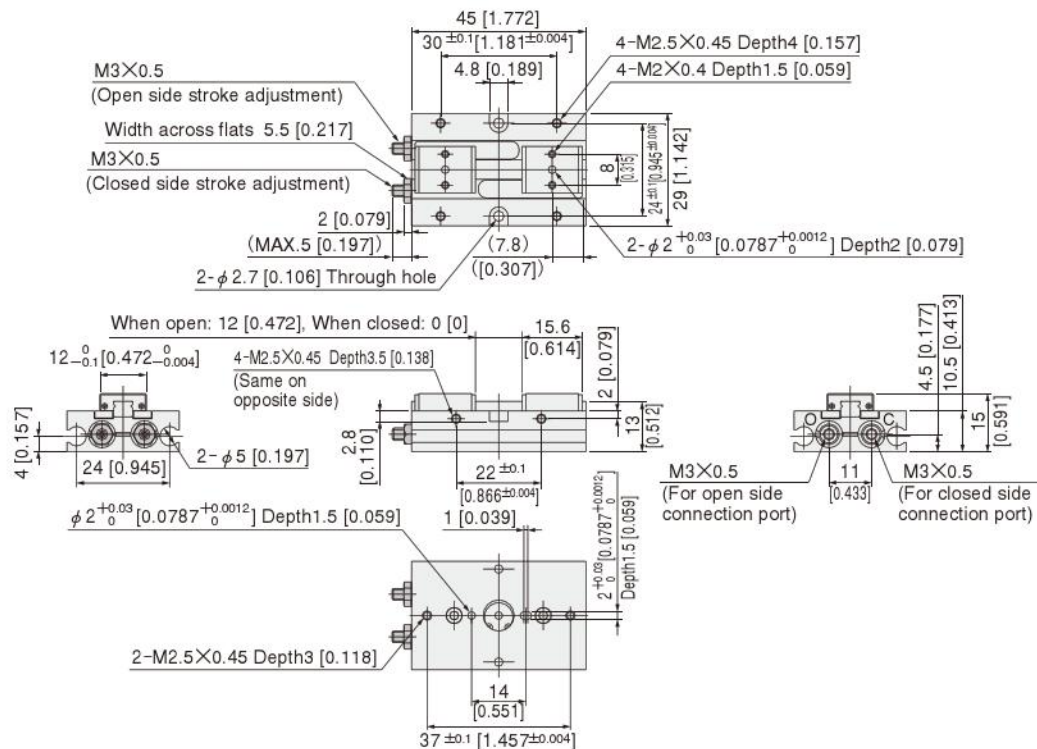 45 [1.772]
30 ±0.1 [1.181±0.004]
4.8 [0.189]
4-M2.5×0.45 Depth4 [0.157]
4-M2×0.4 Depth1.5 [0.059]
M3×0.5
(Open side stroke adjustment)
Width across flats 5.5 [0.217]
M3×0.5
(Closed side stroke adjustment)
8
[0.315]
24±0.1[0.945±0.004]
29 [1.142]
2 [0.079]
(MAX.5 [0.197])
(7.8)
([0.307])
2-φ2 +0.03 0 [0.0787 +0.0012 0] Depth2 [0.079]
2-φ2.7 [0.106] Through hole
When open: 12 [0.472], When closed: 0 [0]
15.6
[0.614]
2 [0.079]
4.5 [0.177]
10.5 [0.413]
12 0 -0.1 [0.472 0 -0.004]
4-M2.5×0.45 Depth3.5 [0.138]
(Same on
opposite side)
4 [0.157]
24 [0.945]
2-φ5 [0.197]
2.8
[0.110]
22 ±0.1
[0.866±0.004]
13
[0.512]
O
C
15
[0.591]
M3×0.5
(For open side
connection port)
11
[0.433]
M3×0.5
(For closed side
connection port)
φ2 +0.03 0 [0.0787 +0.0012 0] Depth1.5 [0.059]
1 [0.039]
2 +0.03 0 [0.0787 +0.0012 0]
Depth1.5 [0.059]
2-M2.5×0.45 Depth3 [0.118]
14
[0.551]
37 ±0.1 [1.457±0.004]